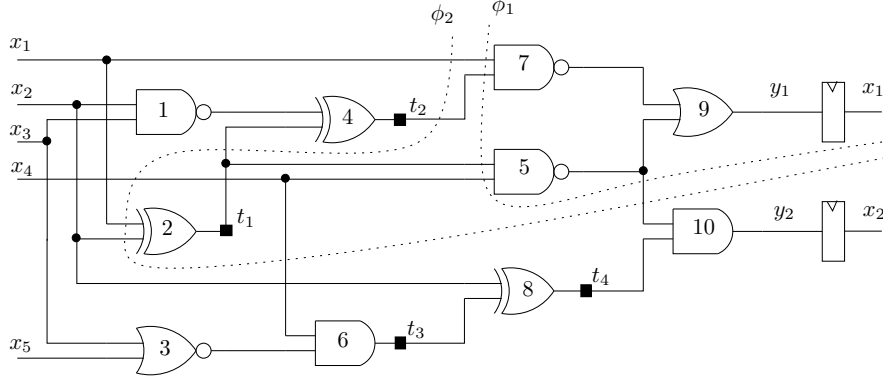 ϕ₂ ϕ₁
x₁ 7
x₂ 1 4 t₂ 9 y₁ x₁
x₃
x₄ 5
2 t₁ 10 y₂ x₂
8 t₄
x₅ 3 6 t₃